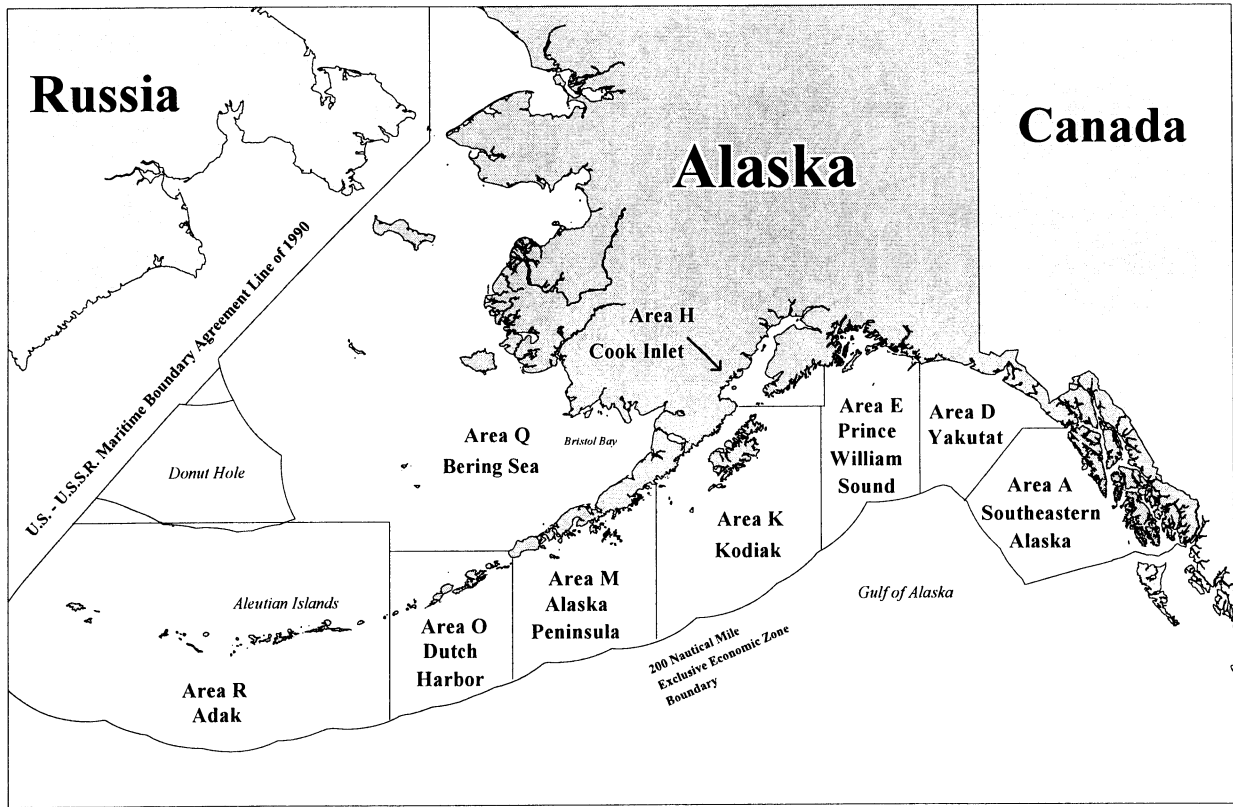 Russia
Canada
Alaska
U.S. - U.S.S.R. Maritime Boundary Agreement Line of 1990
Area H
Cook Inlet
Area E
Prince
William
Sound
Area D
Yakutat
Area Q
Bering Sea
Bristol Bay
Donut Hole
Area A
Southeastern
Alaska
Area K
Kodiak
Area M
Alaska
Peninsula
Aleutian Islands
Gulf of Alaska
Area O
Dutch
Harbor
200 Nautical Mile
Exclusive Economic Zone
Boundary
Area R
Adak